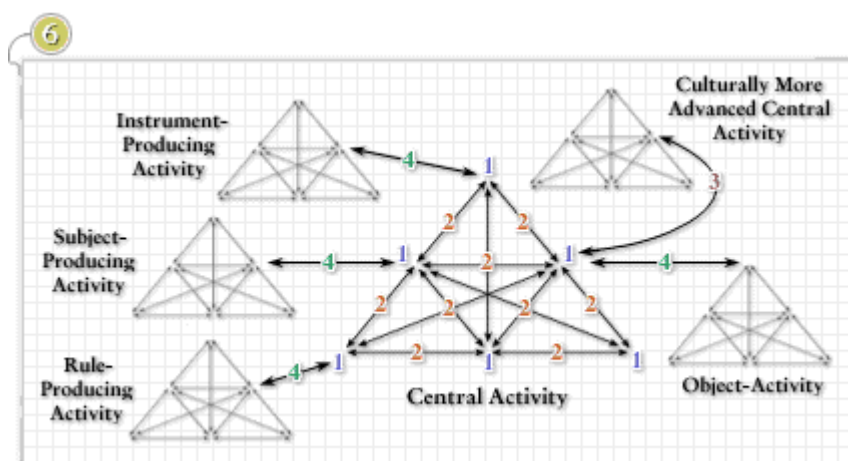 6
Instrument-
Producing
Activity
4
Culturally More
Advanced Central
Activity
3
1
2
2
Subject-
Producing
Activity
4
1
2
1
4
2
2
2
2
Rule-
Producing
Activity
4
1
2
1
2
1
Central Activity
Object-Activity